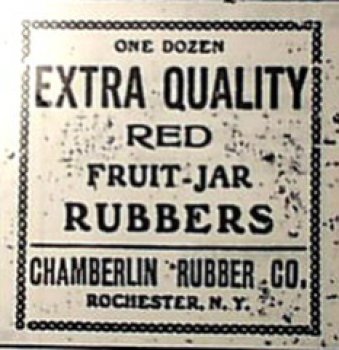 ONE DOZEN
EXTRA QUALITY
RED
FRUIT-JAR
RUBBERS
CHAMBERLIN RUBBER CO.
ROCHESTER, N. Y.